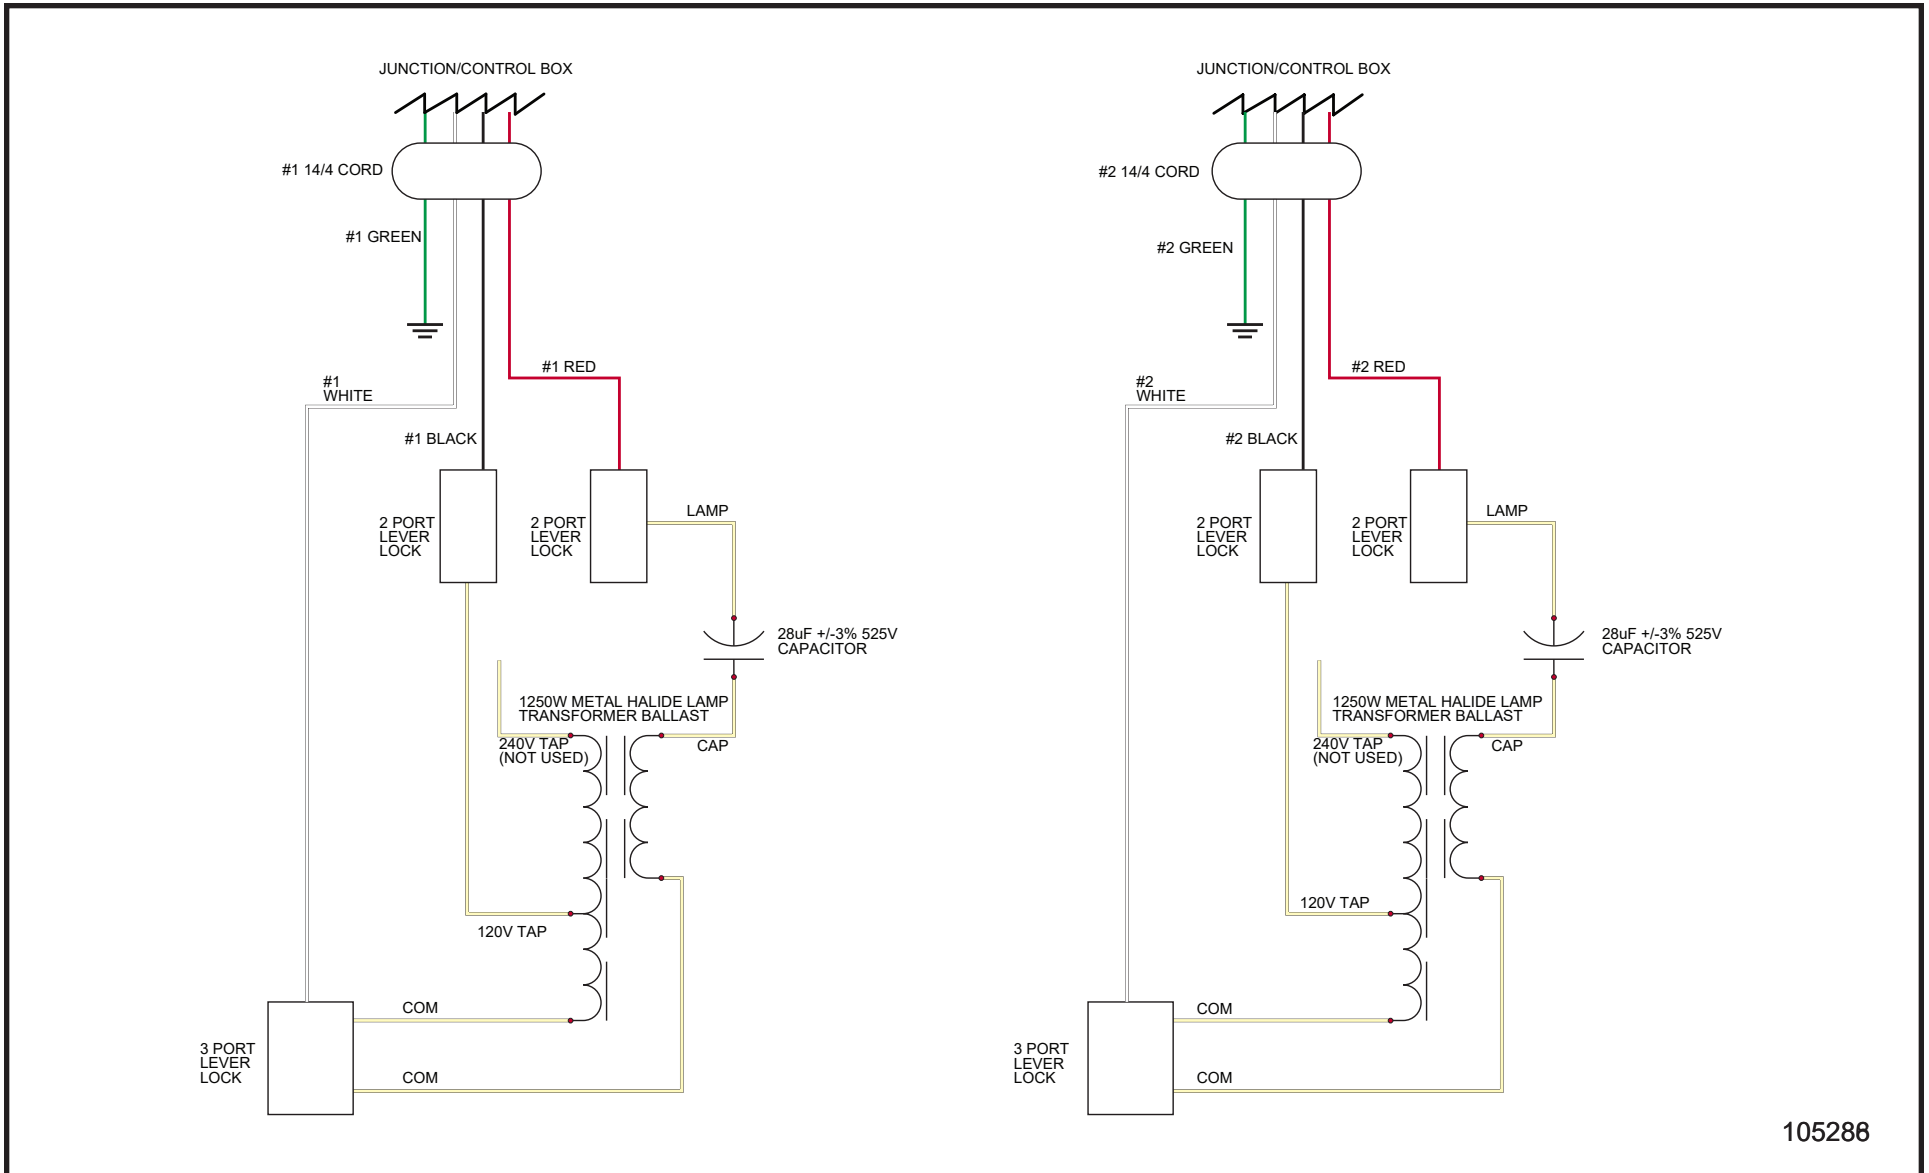 JUNCTION/CONTROL BOX
#1 14/4 CORD
#1 GREEN
#1 RED
#1
WHITE
#1 BLACK
LAMP
2 PORT
LEVER
LOCK
2 PORT
LEVER
LOCK
28uF +/-3% 525V
CAPACITOR
1250W METAL HALIDE LAMP
TRANSFORMER BALLAST
240V TAP
(NOT USED)
CAP
120V TAP
COM
3 PORT
LEVER
LOCK
COM
JUNCTION/CONTROL BOX
#2 14/4 CORD
#2 GREEN
#2 RED
#2
WHITE
#2 BLACK
LAMP
2 PORT
LEVER
LOCK
2 PORT
LEVER
LOCK
28uF +/-3% 525V
CAPACITOR
1250W METAL HALIDE LAMP
TRANSFORMER BALLAST
240V TAP
(NOT USED)
CAP
120V TAP
COM
3 PORT
LEVER
LOCK
COM